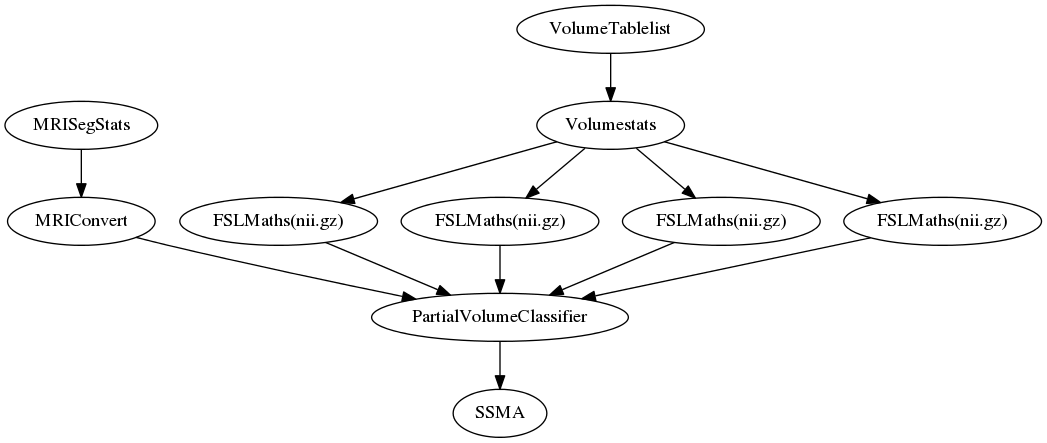 VolumeTablelist
MRISegStats
Volumestats
MRIConvert
FSLMaths(nii.gz)
FSLMaths(nii.gz)
FSLMaths(nii.gz)
FSLMaths(nii.gz)
PartialVolumeClassifier
SSMA